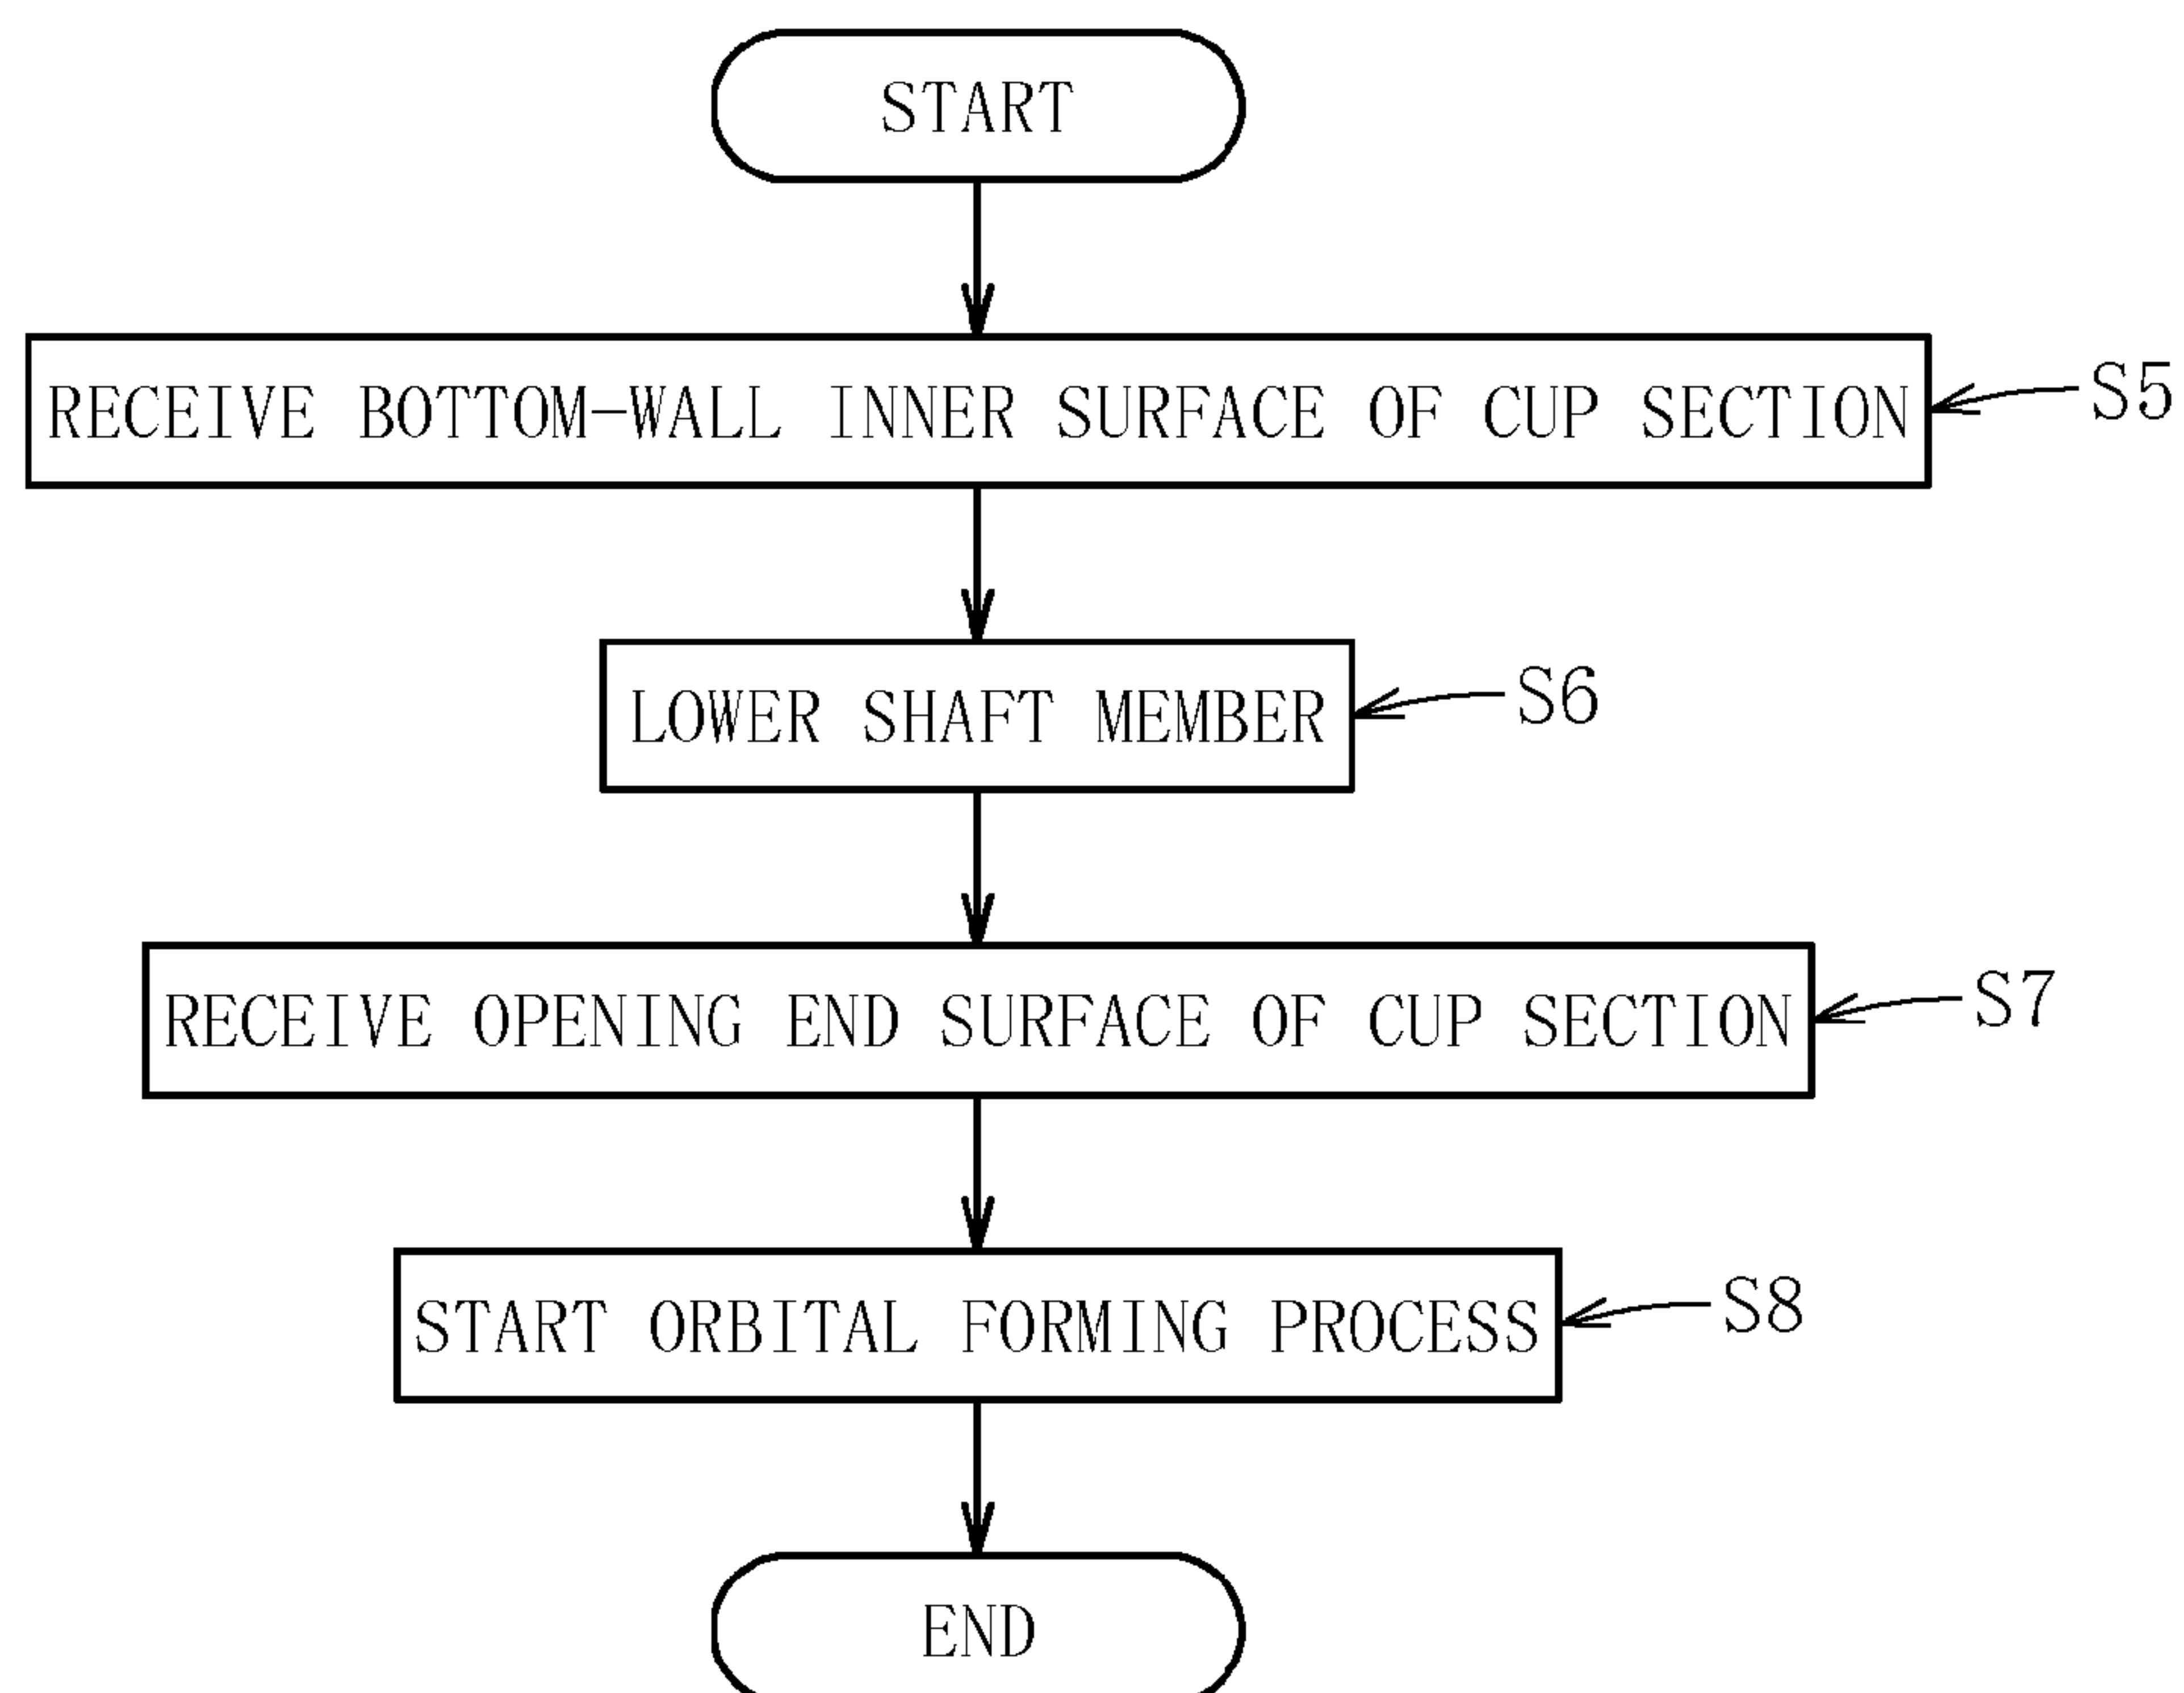 START
RECEIVE BOTTOM-WALL INNER SURFACE OF CUP SECTION
S5
LOWER SHAFT MEMBER
S6
RECEIVE OPENING END SURFACE OF CUP SECTION
S7
START ORBITAL FORMING PROCESS
S8
END